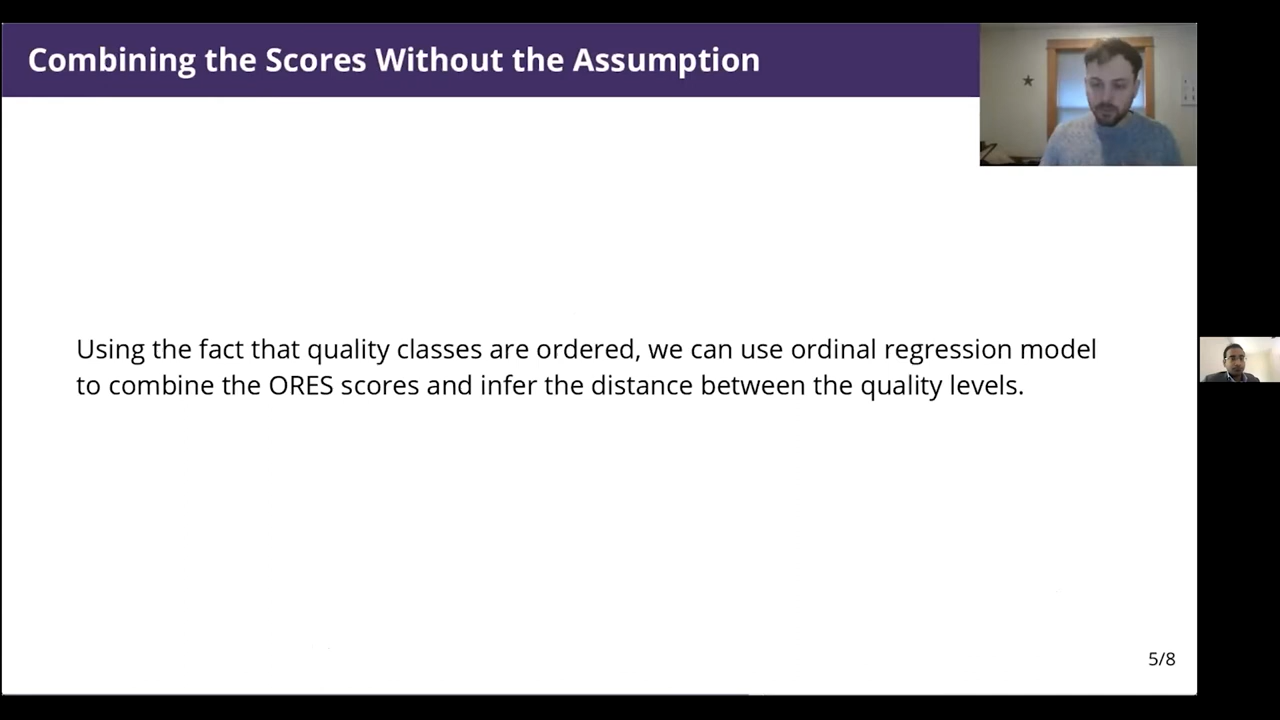 Combining the Scores Without the Assumption
Using the fact that quality classes are ordered, we can use ordinal regression model
to combine the ORES scores and infer the distance between the quality levels.
5/8